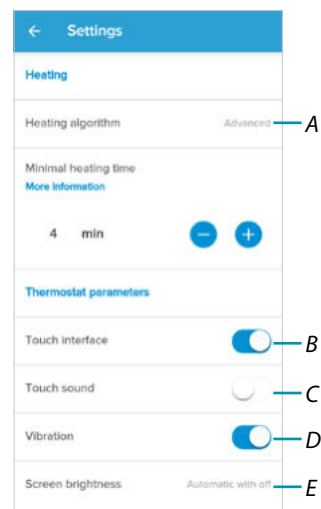 ← Settings
Heating
Heating algorithm Advanced A
Minimal heating time
More information
4 min − +
Thermostat parameters
Touch interface B
Touch sound C
Vibration D
Screen brightness Automatic with off E